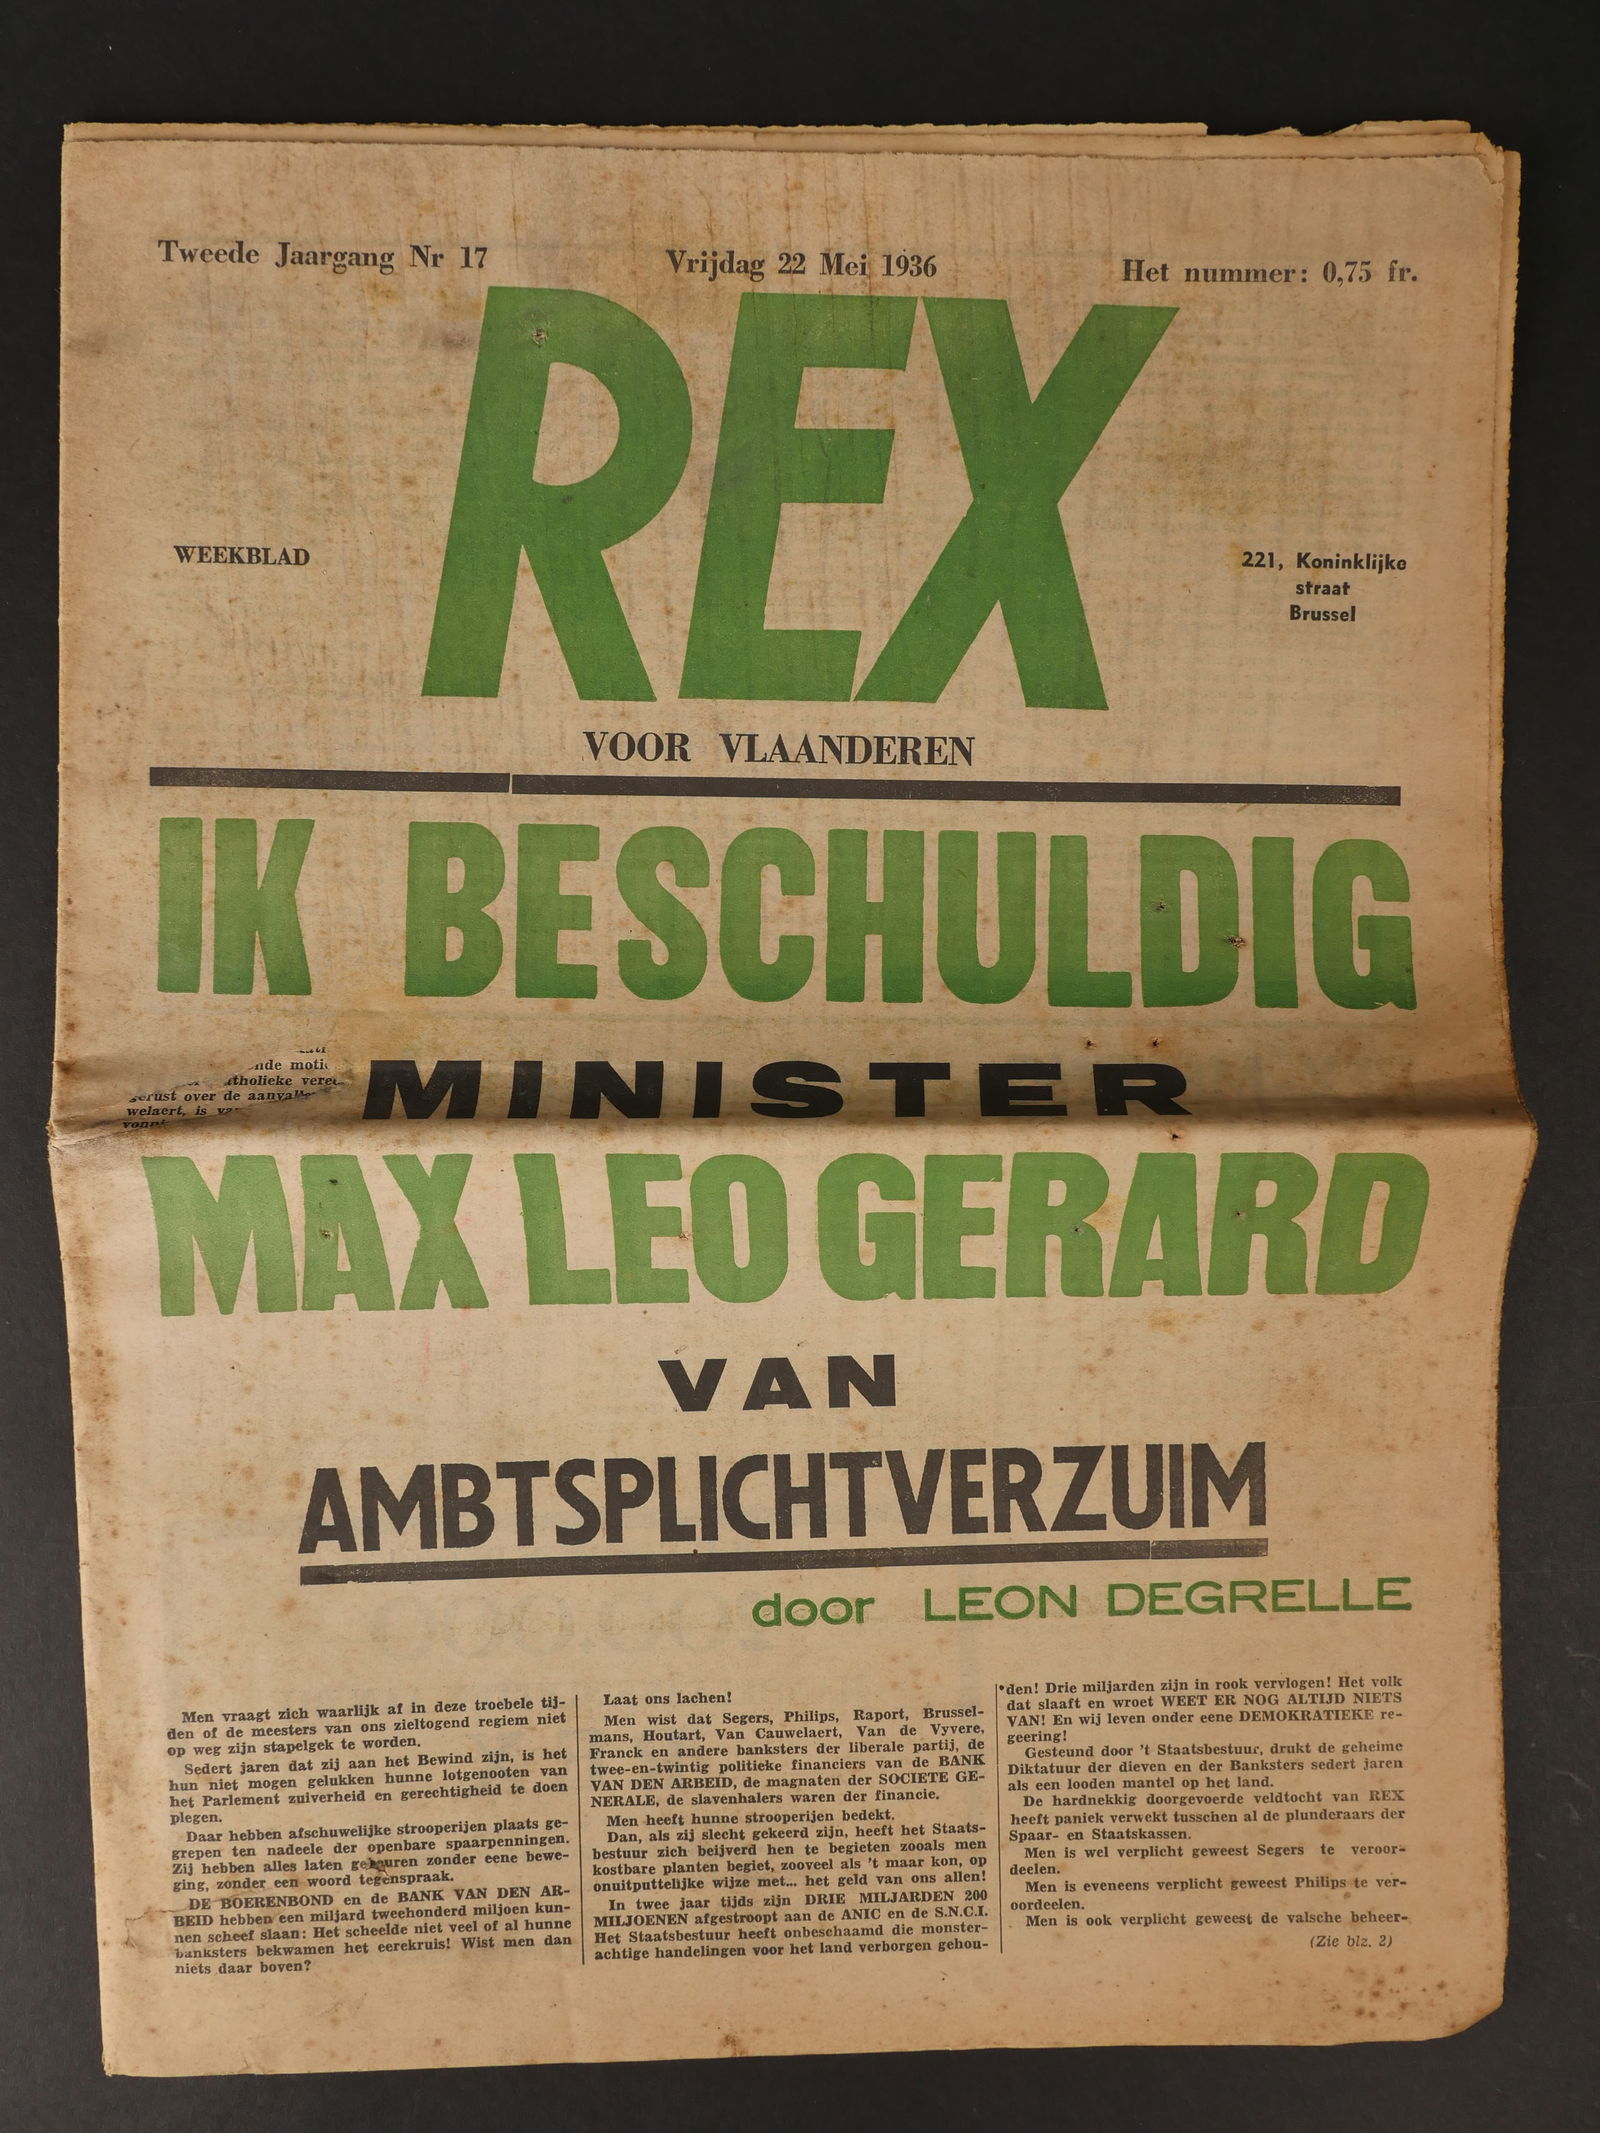 Tweede Jaargang Nr 17
Vrijdag 22 Mei 1936
Het nummer: 0,75 fr.
REX
WEEKBLAD
221, Koninklijke
straat
Brussel
VOOR VLAANDEREN
IK BESCHULDIG
MINISTER
MAX LEO GERARD
VAN
AMBTSPLICHTVERZUIM
door LEON DEGRELLE
over de
welaert, is
Men vraagt zich waarlijk af in deze troebele tij-
den of de meesters van ons zieltogend regiem niet
op weg zijn stapelgek te worden.
Sedert jaren dat zij aan het Bewind zijn, is het
hun niet mogen gelukken hunne lotgenooten van
het Parlement zuiverheid en gerechtigheid te doen
plegen.
Daar hebben afschuwelijke strooperijen plaats ge-
grepen ten nadeele der openbare spaarpenningen.
Zij hebben alles laten gebeuren zonder eene bewe-
ging, zonder een woord tegenspraak.
DE BOERENBOND en de BANK VAN DEN AR-
BEID hebben een miljard tweehonderd miljoen kun-
nen scheef slaan: Het scheelde niet veel of al hunne
banksters bekwamen het eerekruis! Wist men dan
niets daar boven?
Laat ons lachen!
Men wist dat Segers, Philips, Raport, Brussel-
mans, Houtart, Van Cauwelaert, Van de Vyvere,
Franck en andere banksters der liberale partij, de
twee-en-twintig politieke financiers van de BANK
VAN DEN ARBEID, de magnaten der SOCIETE GE-
NERALE, de slavenhalers waren der financie.
Men heeft hunne strooperijen bedekt.
Dan, als zij slecht gekeerd zijn, heeft het Staats-
bestuur zich beijverd hen te begieten zooals men
kostbare planten begiet, zooveel als 't maar kon, op
onuitputtelijke wijze met... het geld van ons allen!
In twee jaar tijds zijn DRIE MILJARDEN 200
MILJOENEN afgestroopt aan de ANIC en de S.N.C.I.
Het Staatsbestuur heeft onbeschaamd die monster-
achtige handelingen voor het land verborgen gehou-
den! Drie miljarden zijn in rook vervlogen! Het volk
dat slaaft en wroet WEET ER NOG ALTIJD NIETS
VAN! En wij leven onder eene DEMOKRATIEKE re-
geering!
Gesteund door 't Staatsbestuur, drukt de geheime
Diktatuur der dieven en der Banksters sedert jaren
als een looden mantel op het land.
De hardnekkig doorgevoerde veldtocht van REX
heeft paniek verwekt tusschen al de plunderaars der
Spaar- en Staatskassen.
Men is wel verplicht geweest Segers te veroor-
deelen.
Men is eveneens verplicht geweest Philips te ver-
oordeelen.
Men is ook verplicht geweest de valsche beheer-
(Zie blz. 2)